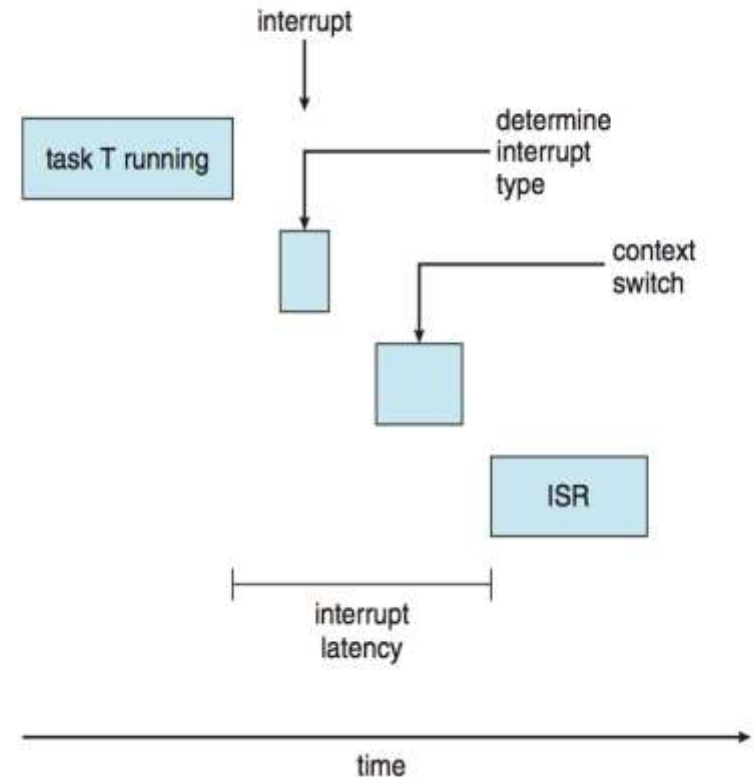 interrupt
task T running
determine
interrupt
type
context
switch
ISR
interrupt
latency
time